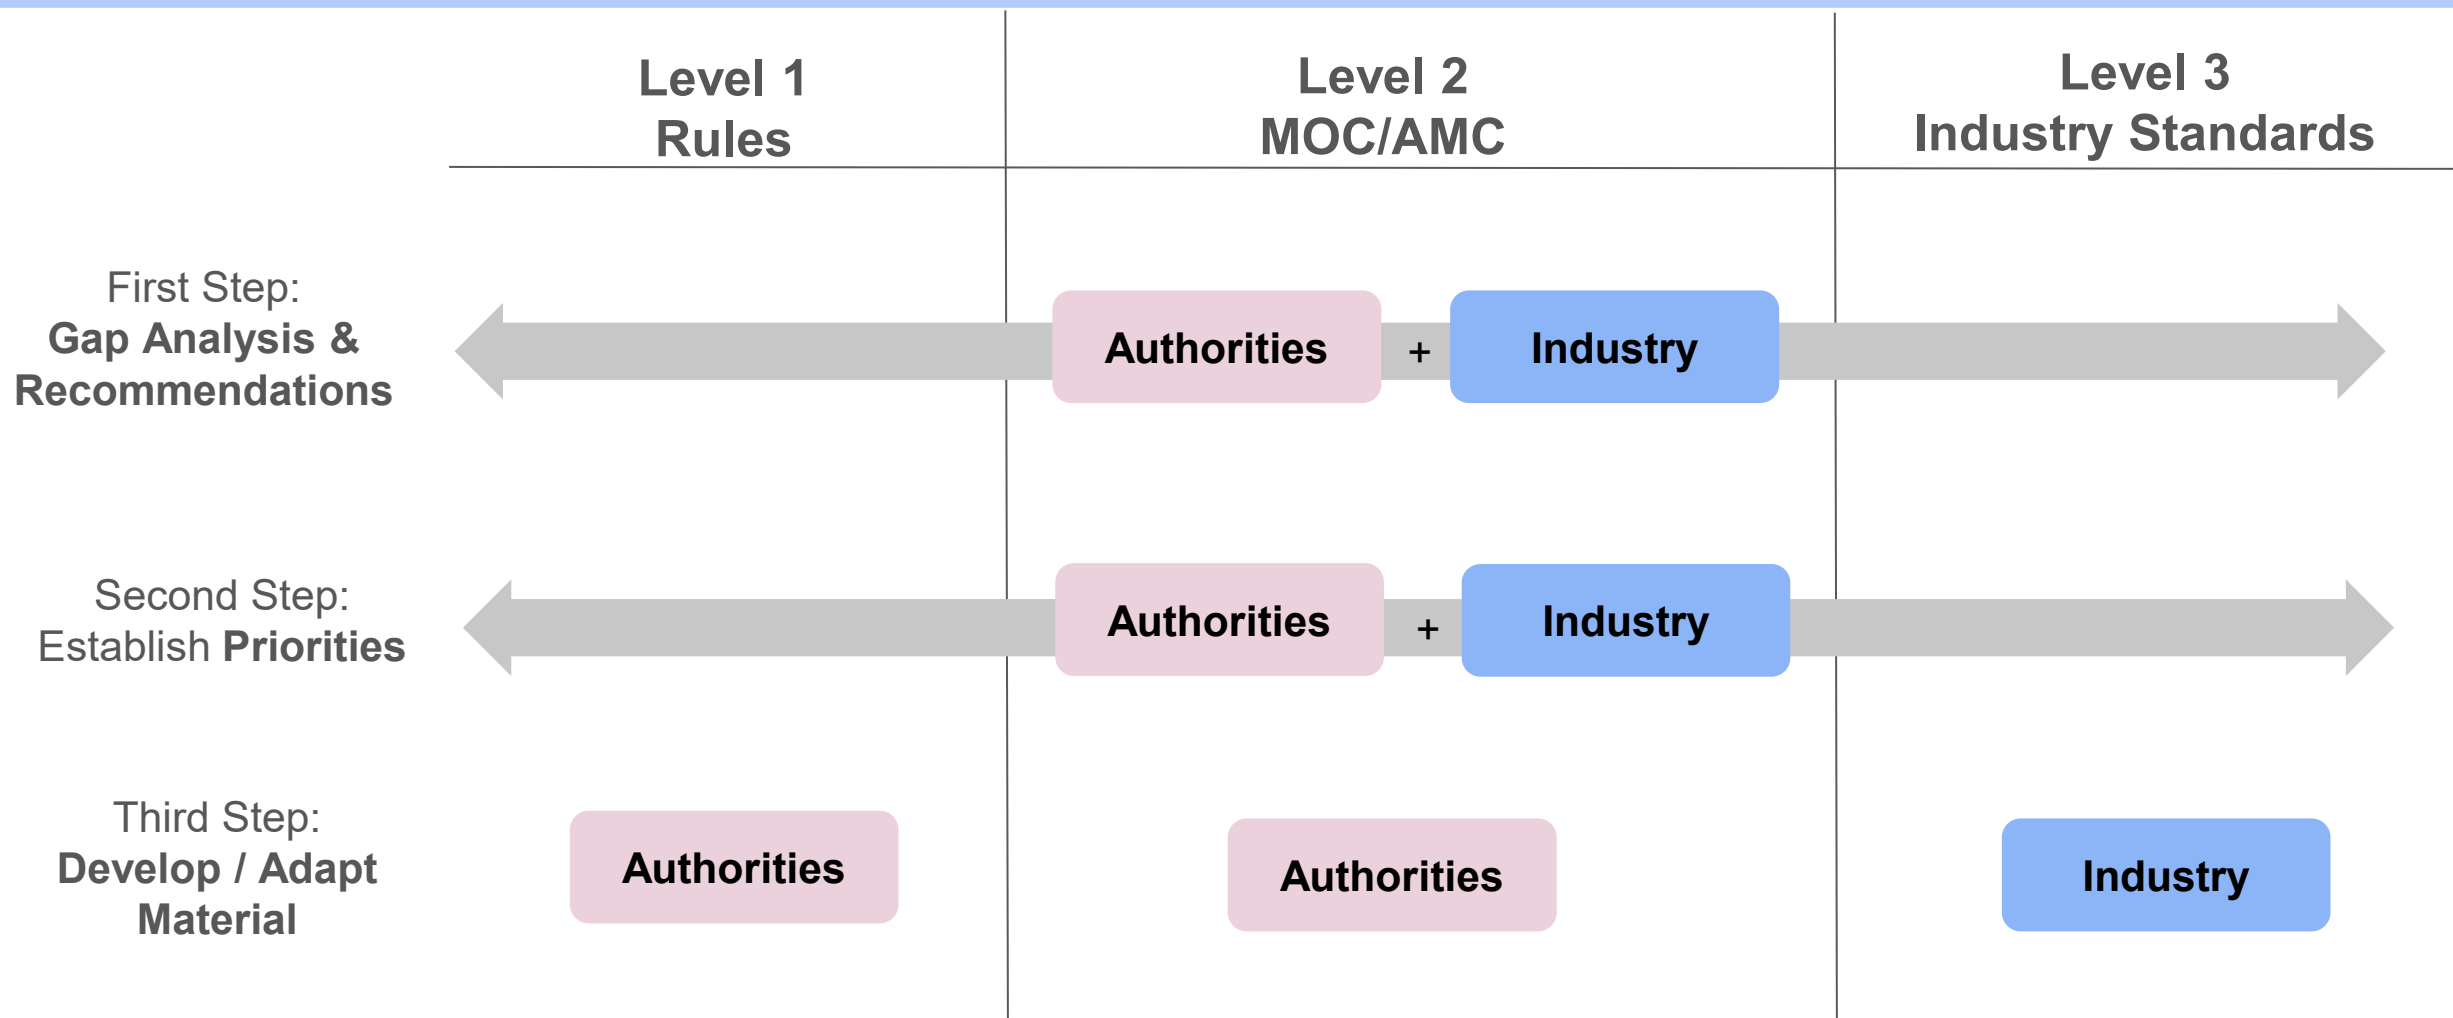 Level 1
Rules
Level 2
MOC/AMC
Level 3
Industry Standards
First Step:
Gap Analysis &
Recommendations
Authorities + Industry
Second Step:
Establish Priorities
Authorities + Industry
Third Step:
Develop / Adapt
Material
Authorities
Authorities
Industry